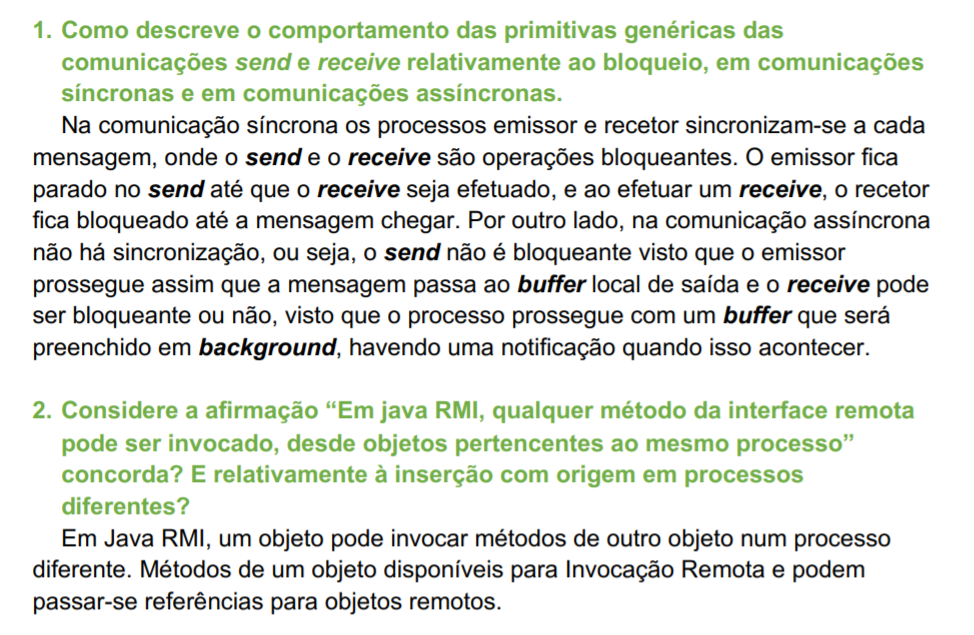 1. Como descreve o comportamento das primitivas genéricas das
comunicações send e receive relativamente ao bloqueio, em comunicações
síncronas e em comunicações assíncronas.
Na comunicação síncrona os processos emissor e recetor sincronizam-se a cada
mensagem, onde o send e o receive são operações bloqueantes. O emissor fica
parado no send até que o receive seja efetuado, e ao efetuar um receive, o recetor
fica bloqueado até a mensagem chegar. Por outro lado, na comunicação assíncrona
não há sincronização, ou seja, o send não é bloqueante visto que o emissor
prossegue assim que a mensagem passa ao buffer local de saída e o receive pode
ser bloqueante ou não, visto que o processo prossegue com um buffer que será
preenchido em background, havendo uma notificação quando isso acontecer.
2. Considere a afirmação “Em java RMI, qualquer método da interface remota
pode ser invocado, desde objetos pertencentes ao mesmo processo”
concorda? E relativamente à inserção com origem em processos
diferentes?
Em Java RMI, um objeto pode invocar métodos de outro objeto num processo
diferente. Métodos de um objeto disponíveis para Invocação Remota e podem
passar-se referências para objetos remotos.